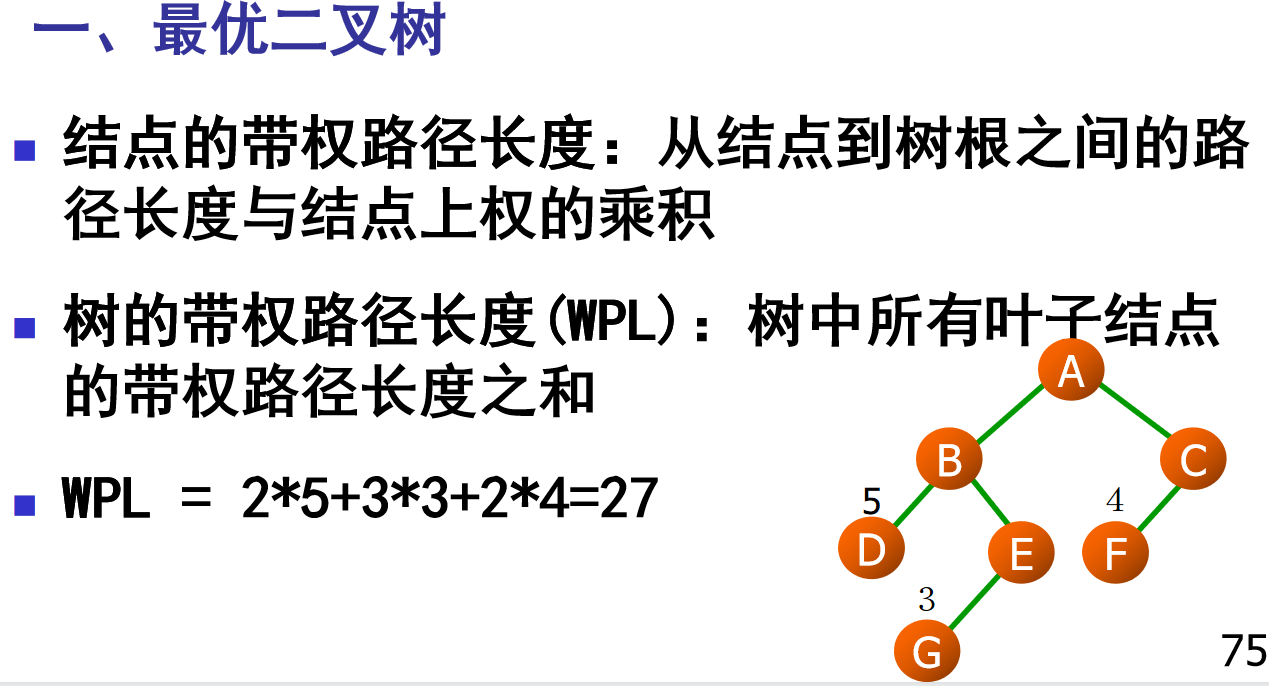 一、最优二叉树
结点的带权路径长度：从结点到树根之间的路
径长度与结点上权的乘积
树的带权路径长度(WPL)：树中所有叶子结点
的带权路径长度之和
WPL = 2*5+3*3+2*4=27
A
B
C
5
4
D
E
F
3
G
75